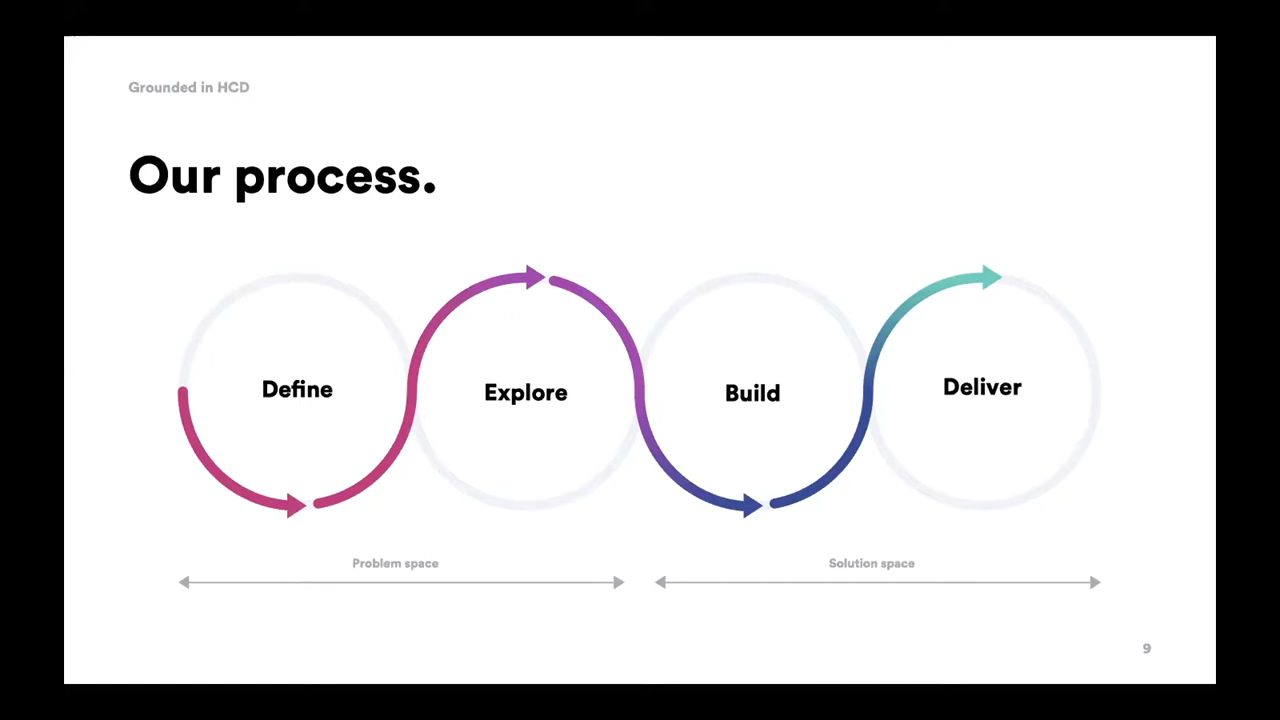 Grounded in HCD
Our process.
Define
Explore
Build
Deliver
Problem space
Solution space
9